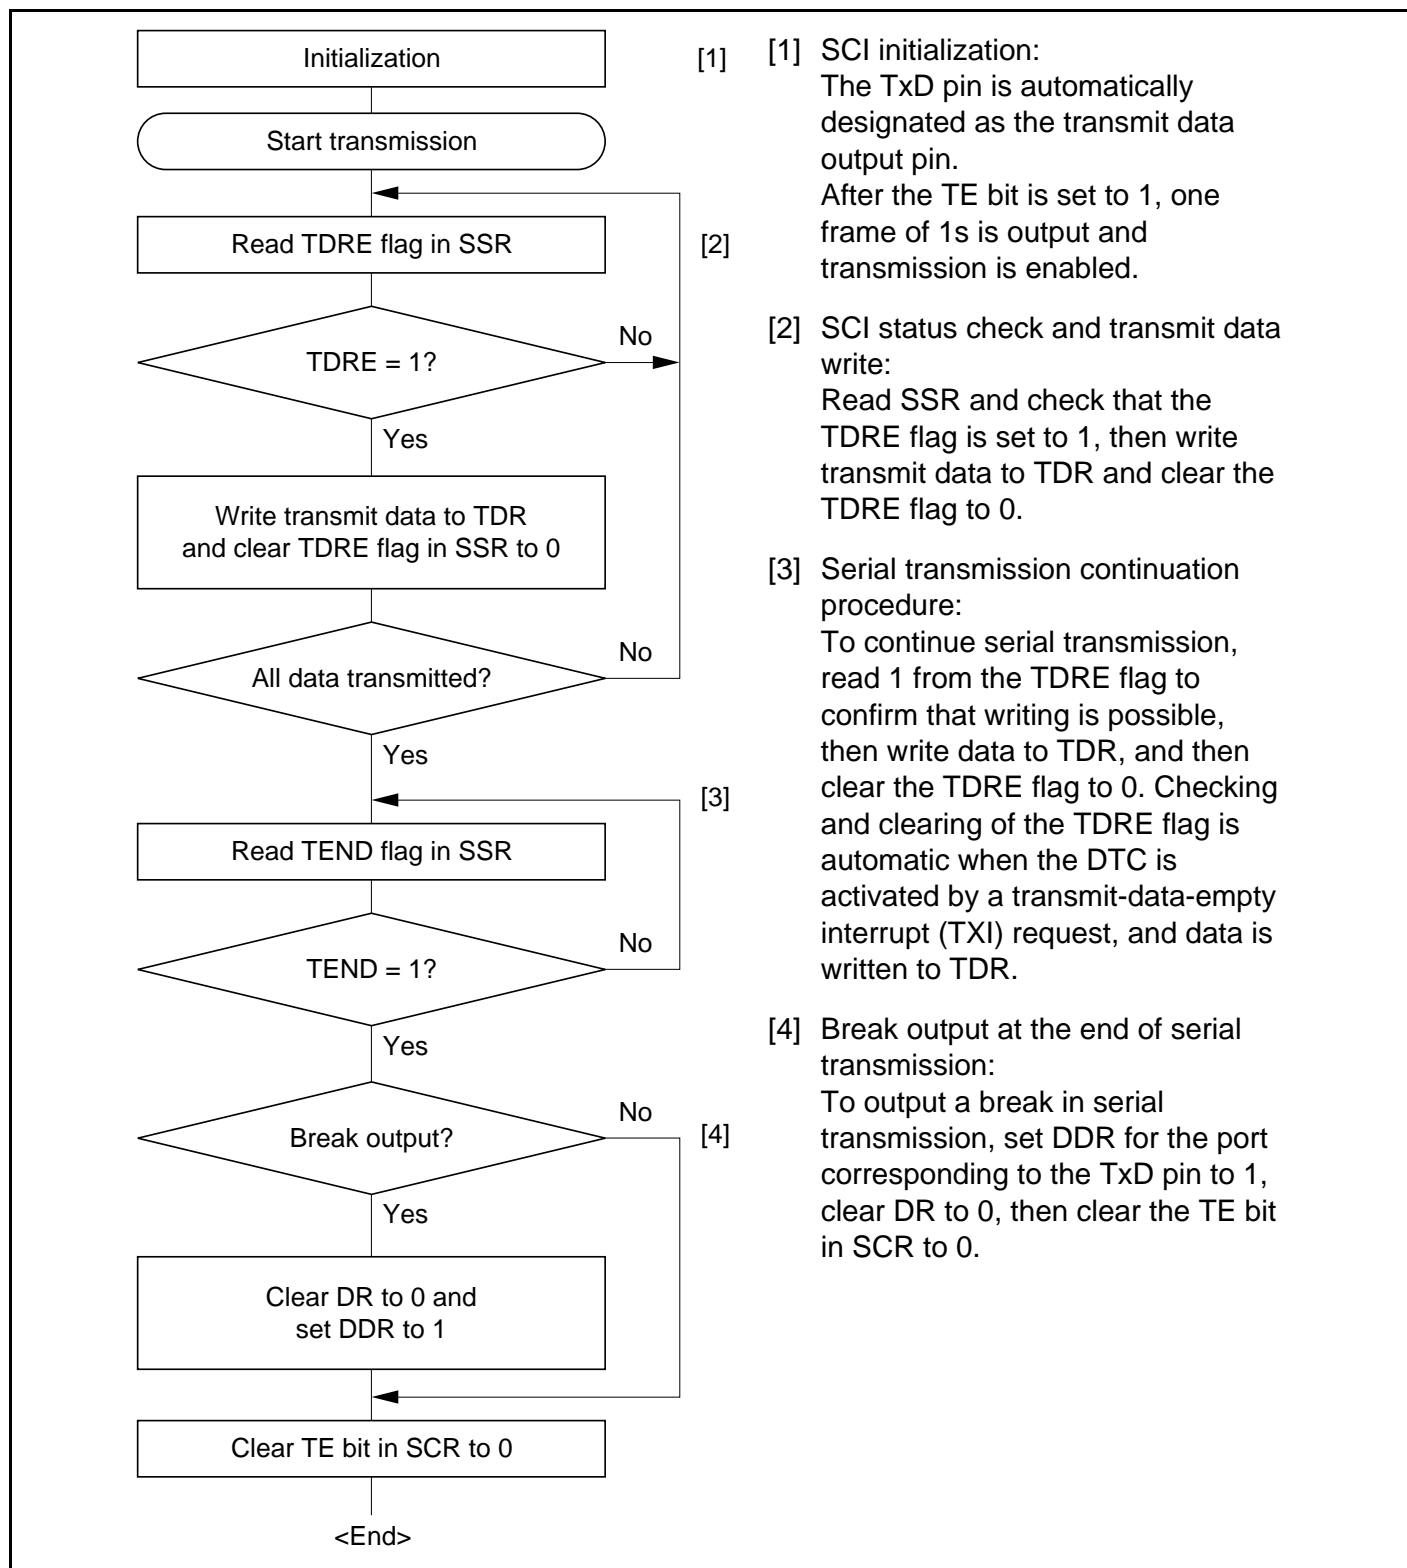 Initialization
[1]
Start transmission
Read TDRE flag in SSR
[2]
TDRE = 1?
No
Yes
Write transmit data to TDR
and clear TDRE flag in SSR to 0
All data transmitted?
No
Yes
[3]
Read TEND flag in SSR
TEND = 1?
No
Yes
Break output?
No
[4]
Yes
Clear DR to 0 and
set DDR to 1
Clear TE bit in SCR to 0
<End>
[1] SCI initialization:
The TxD pin is automatically
designated as the transmit data
output pin.
After the TE bit is set to 1, one
frame of 1s is output and
transmission is enabled.
[2] SCI status check and transmit data
write:
Read SSR and check that the
TDRE flag is set to 1, then write
transmit data to TDR and clear the
TDRE flag to 0.
[3] Serial transmission continuation
procedure:
To continue serial transmission,
read 1 from the TDRE flag to
confirm that writing is possible,
then write data to TDR, and then
clear the TDRE flag to 0. Checking
and clearing of the TDRE flag is
automatic when the DTC is
activated by a transmit-data-empty
interrupt (TXI) request, and data is
written to TDR.
[4] Break output at the end of serial
transmission:
To output a break in serial
transmission, set DDR for the port
corresponding to the TxD pin to 1,
clear DR to 0, then clear the TE bit
in SCR to 0.